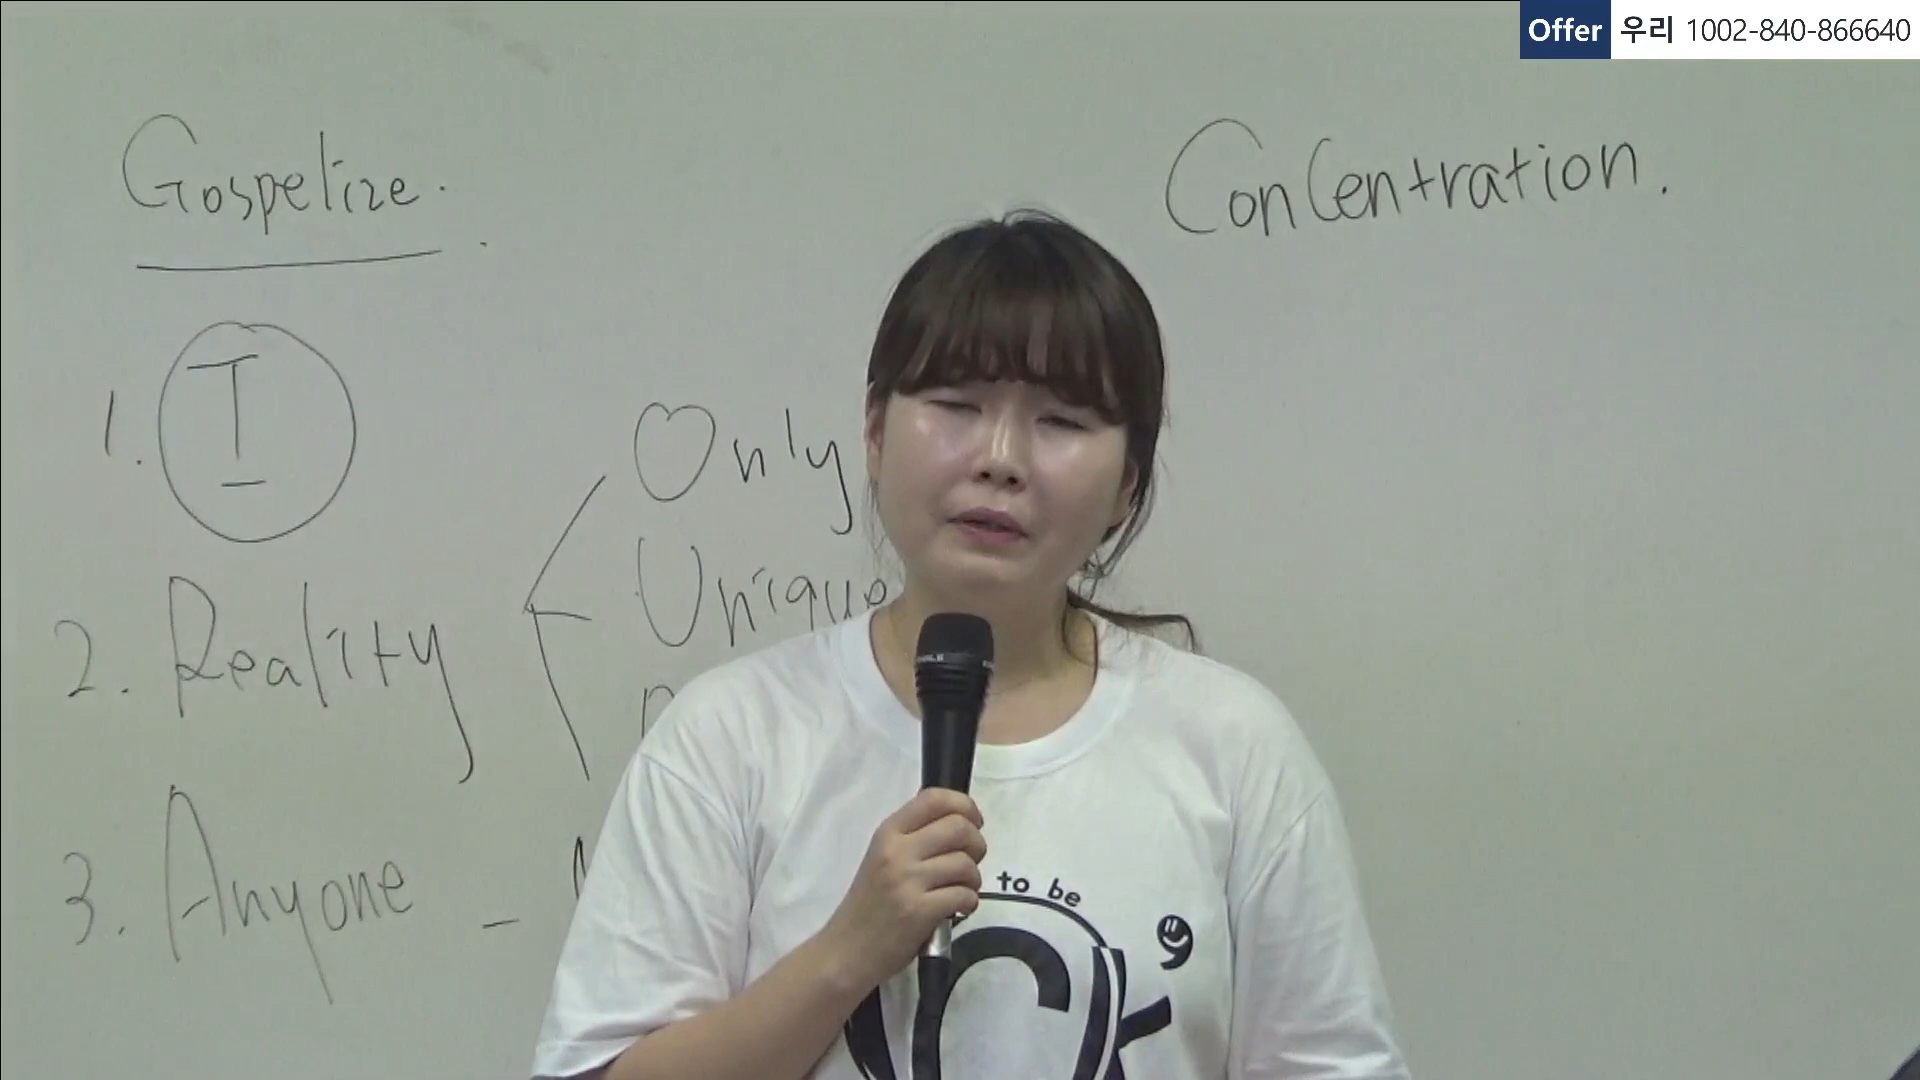 Offer 우리 1002-840-866640
Gospelize.
Concentration.
1. I
Only
Unique
2. Reality
3. Anyone -
to be